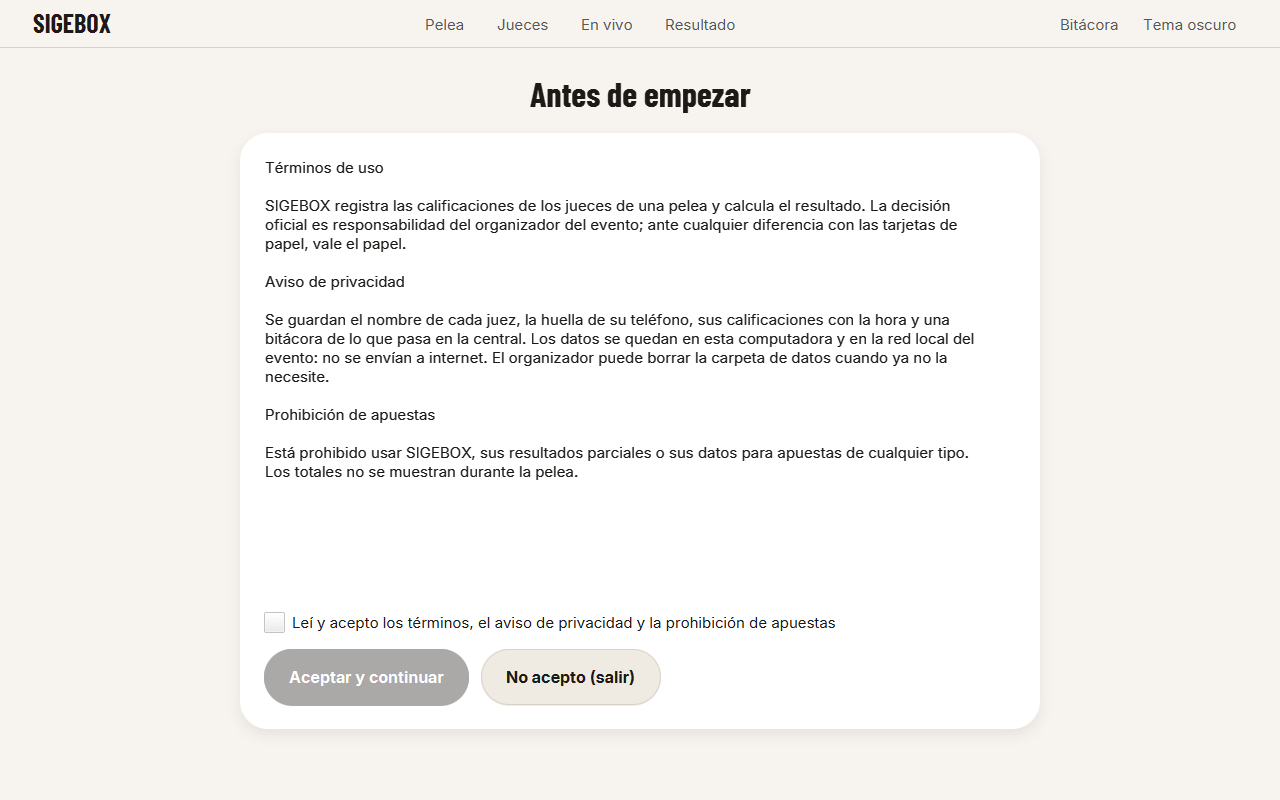 SIGEBOX
Pelea
Jueces
En vivo
Resultado
Bitácora
Tema oscuro
Antes de empezar
Términos de uso
SIGEBOX registra las calificaciones de los jueces de una pelea y calcula el resultado. La decisión
oficial es responsabilidad del organizador del evento; ante cualquier diferencia con las tarjetas de
papel, vale el papel.
Aviso de privacidad
Se guardan el nombre de cada juez, la huella de su teléfono, sus calificaciones con la hora y una
bitácora de lo que pasa en la central. Los datos se quedan en esta computadora y en la red local del
evento: no se envían a internet. El organizador puede borrar la carpeta de datos cuando ya no la
necesite.
Prohibición de apuestas
Está prohibido usar SIGEBOX, sus resultados parciales o sus datos para apuestas de cualquier tipo.
Los totales no se muestran durante la pelea.
Leí y acepto los términos, el aviso de privacidad y la prohibición de apuestas
Aceptar y continuar
No acepto (salir)